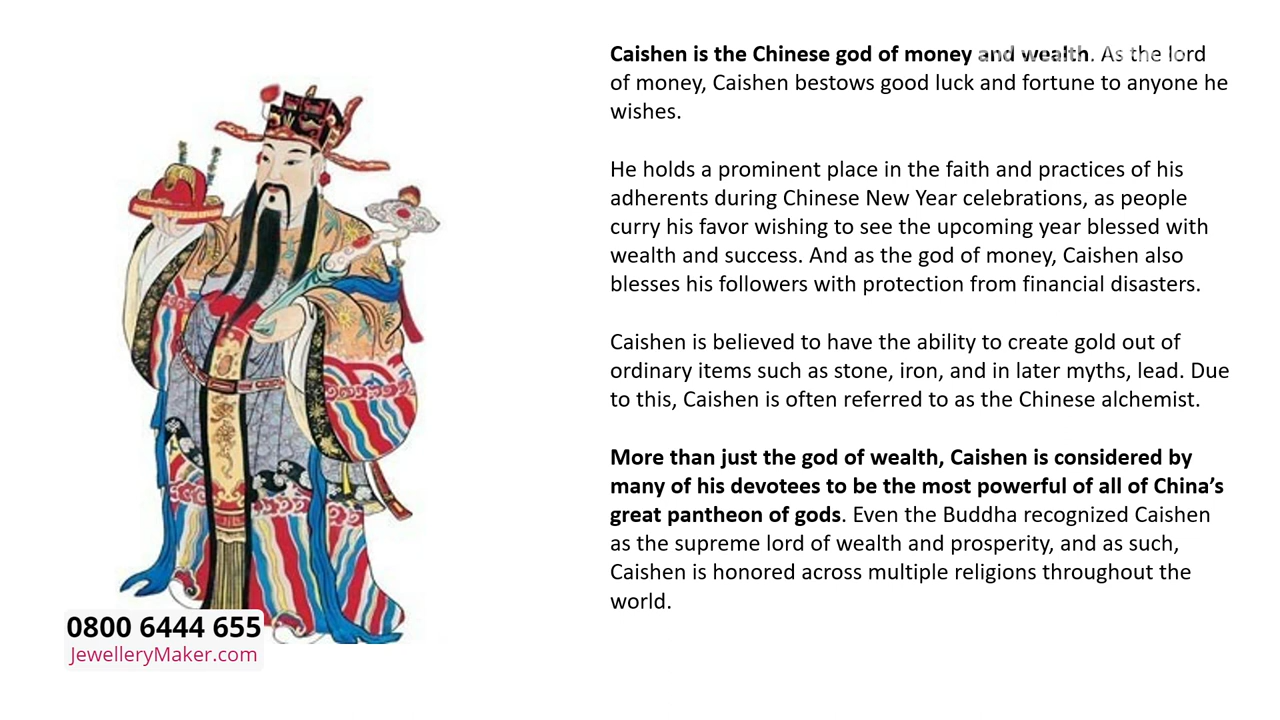 Caishen is the Chinese god of money and wealth. As the lord
of money, Caishen bestows good luck and fortune to anyone he
wishes.
He holds a prominent place in the faith and practices of his
adherents during Chinese New Year celebrations, as people
curry his favor wishing to see the upcoming year blessed with
wealth and success. And as the god of money, Caishen also
blesses his followers with protection from financial disasters.
Caishen is believed to have the ability to create gold out of
ordinary items such as stone, iron, and in later myths, lead. Due
to this, Caishen is often referred to as the Chinese alchemist.
More than just the god of wealth, Caishen is considered by
many of his devotees to be the most powerful of all of China’s
great pantheon of gods. Even the Buddha recognized Caishen
as the supreme lord of wealth and prosperity, and as such,
Caishen is honored across multiple religions throughout the
world.
0800 6444 655
JewelleryMaker.com